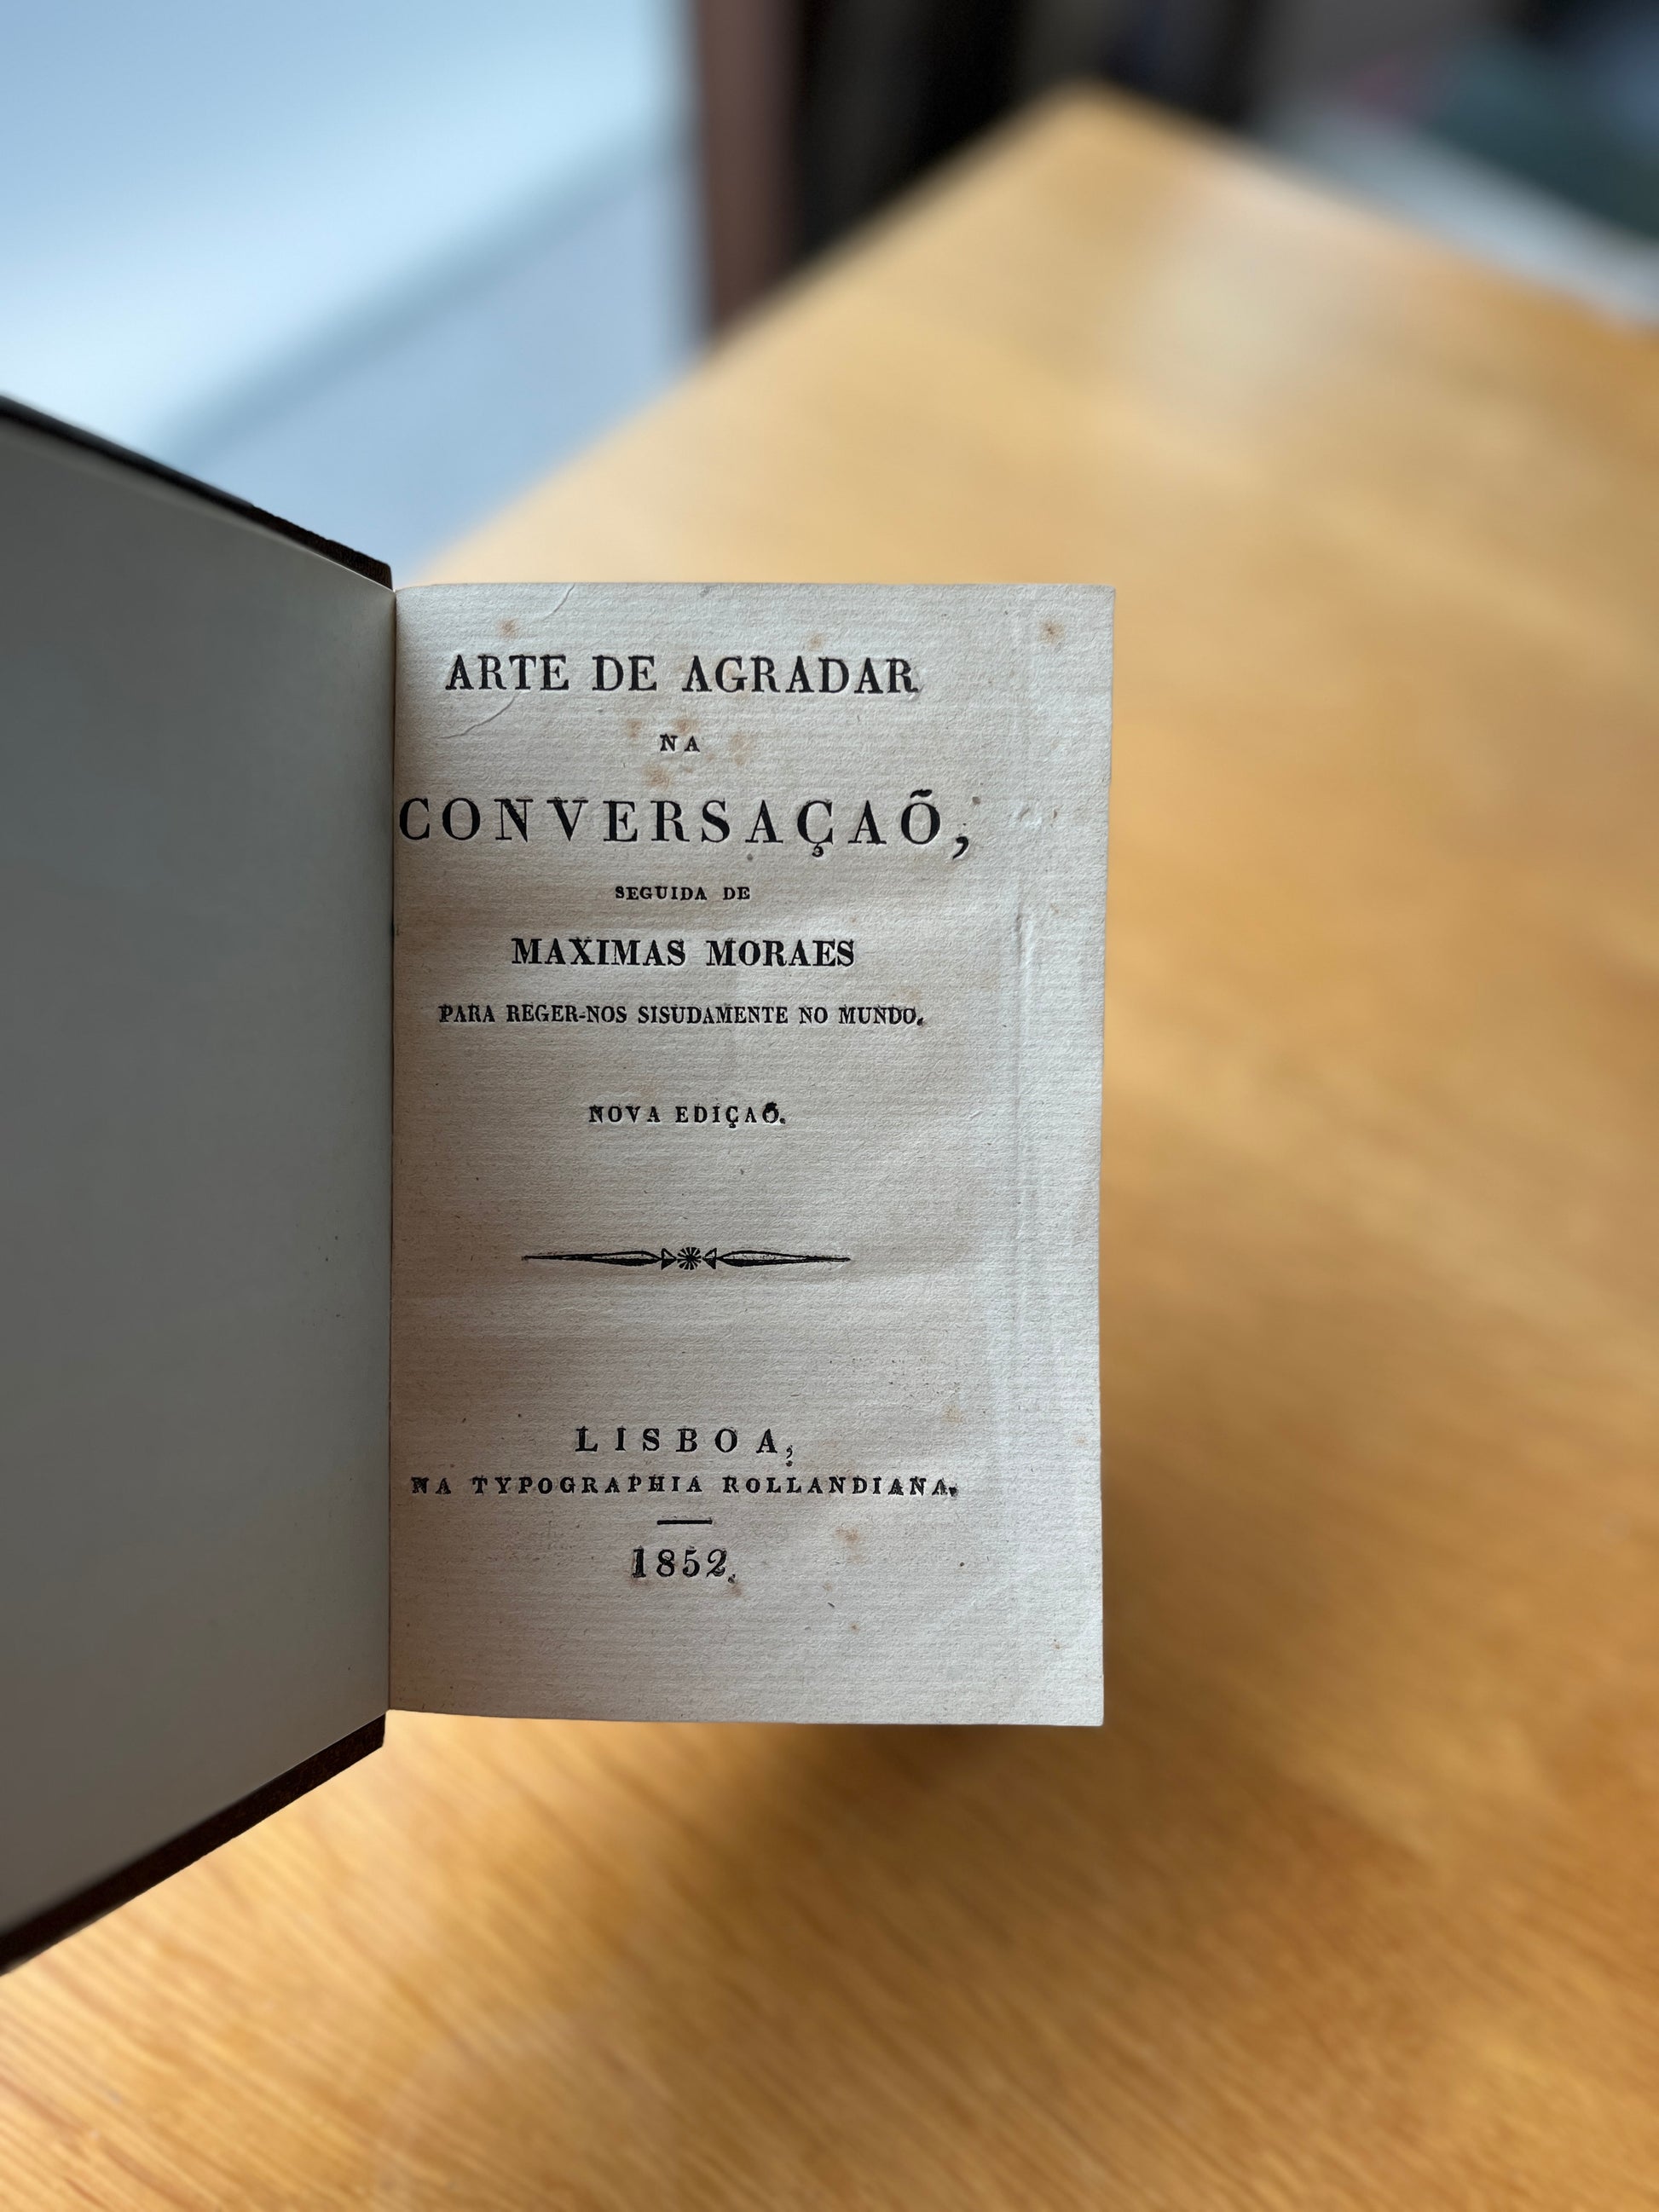 ARTE DE AGRADAR
NA
CONVERSAÇAÕ,
SEGUIDA DE
MAXIMAS MORAES
PARA REGER-NOS SISUDAMENTE NO MUNDO.
NOVA EDIÇAÕ.
LISBOA,
NA TYPOGRAPHIA ROLLANDIANA.
1852.